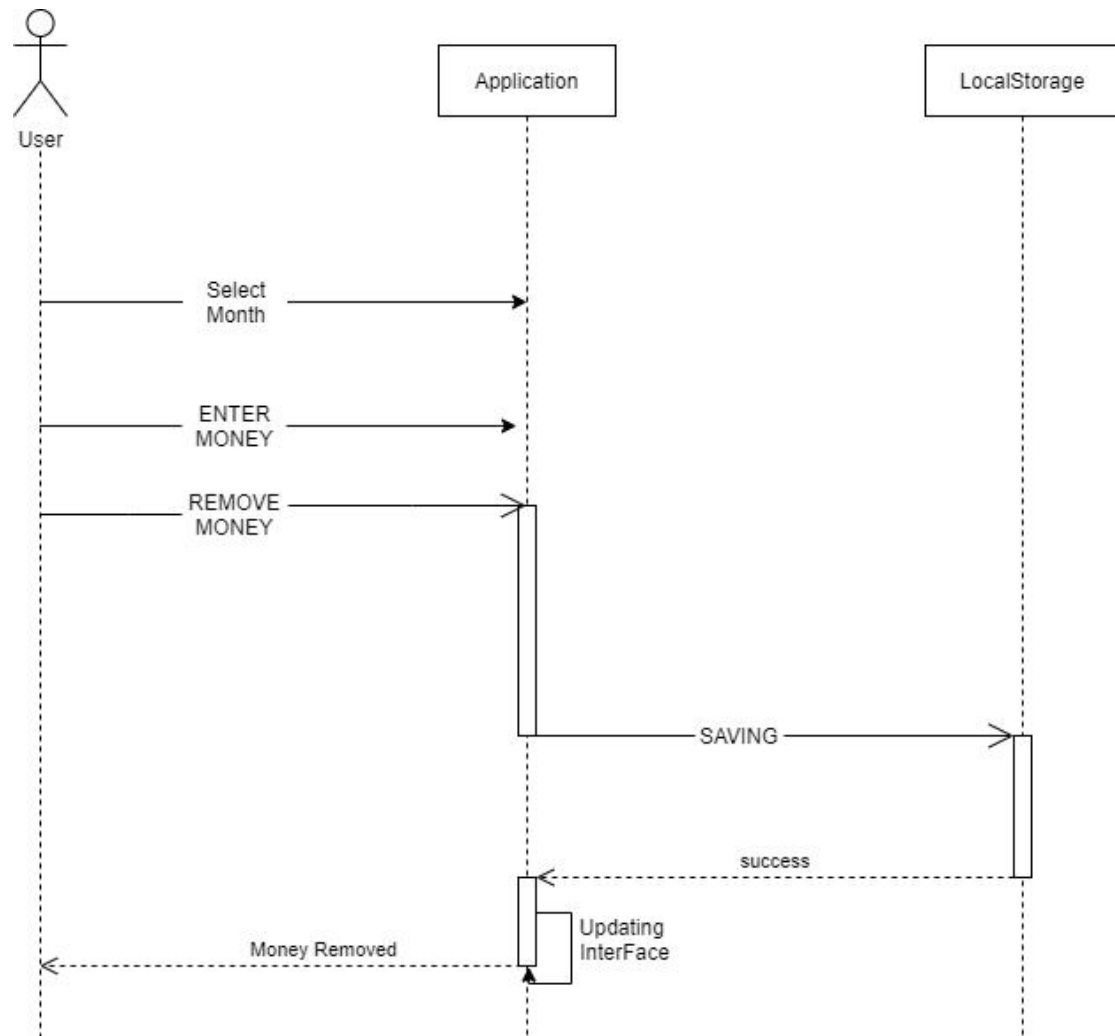 User
Application
LocalStorage
Select
Month
ENTER
MONEY
REMOVE
MONEY
SAVING
success
Updating
InterFace
Money Removed